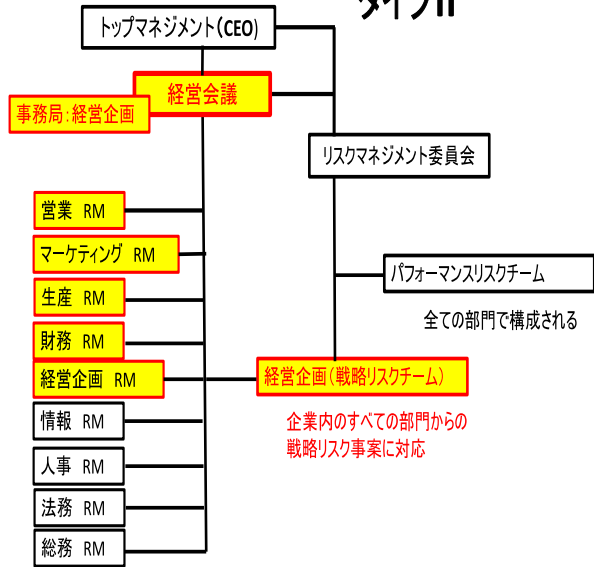 タイプII
トップマネジメント（CEO)
経営会議
事務局：経営企画
リスクマネジメント委員会
営業 RM
マーケティング RM
パフォーマンスリスクチーム
生産 RM
全ての部門で構成される
財務 RM
経営企画 RM
経営企画（戦略リスクチーム）
情報 RM
企業内のすべての部門からの
戦略リスク事案に対応
人事 RM
法務 RM
総務 RM